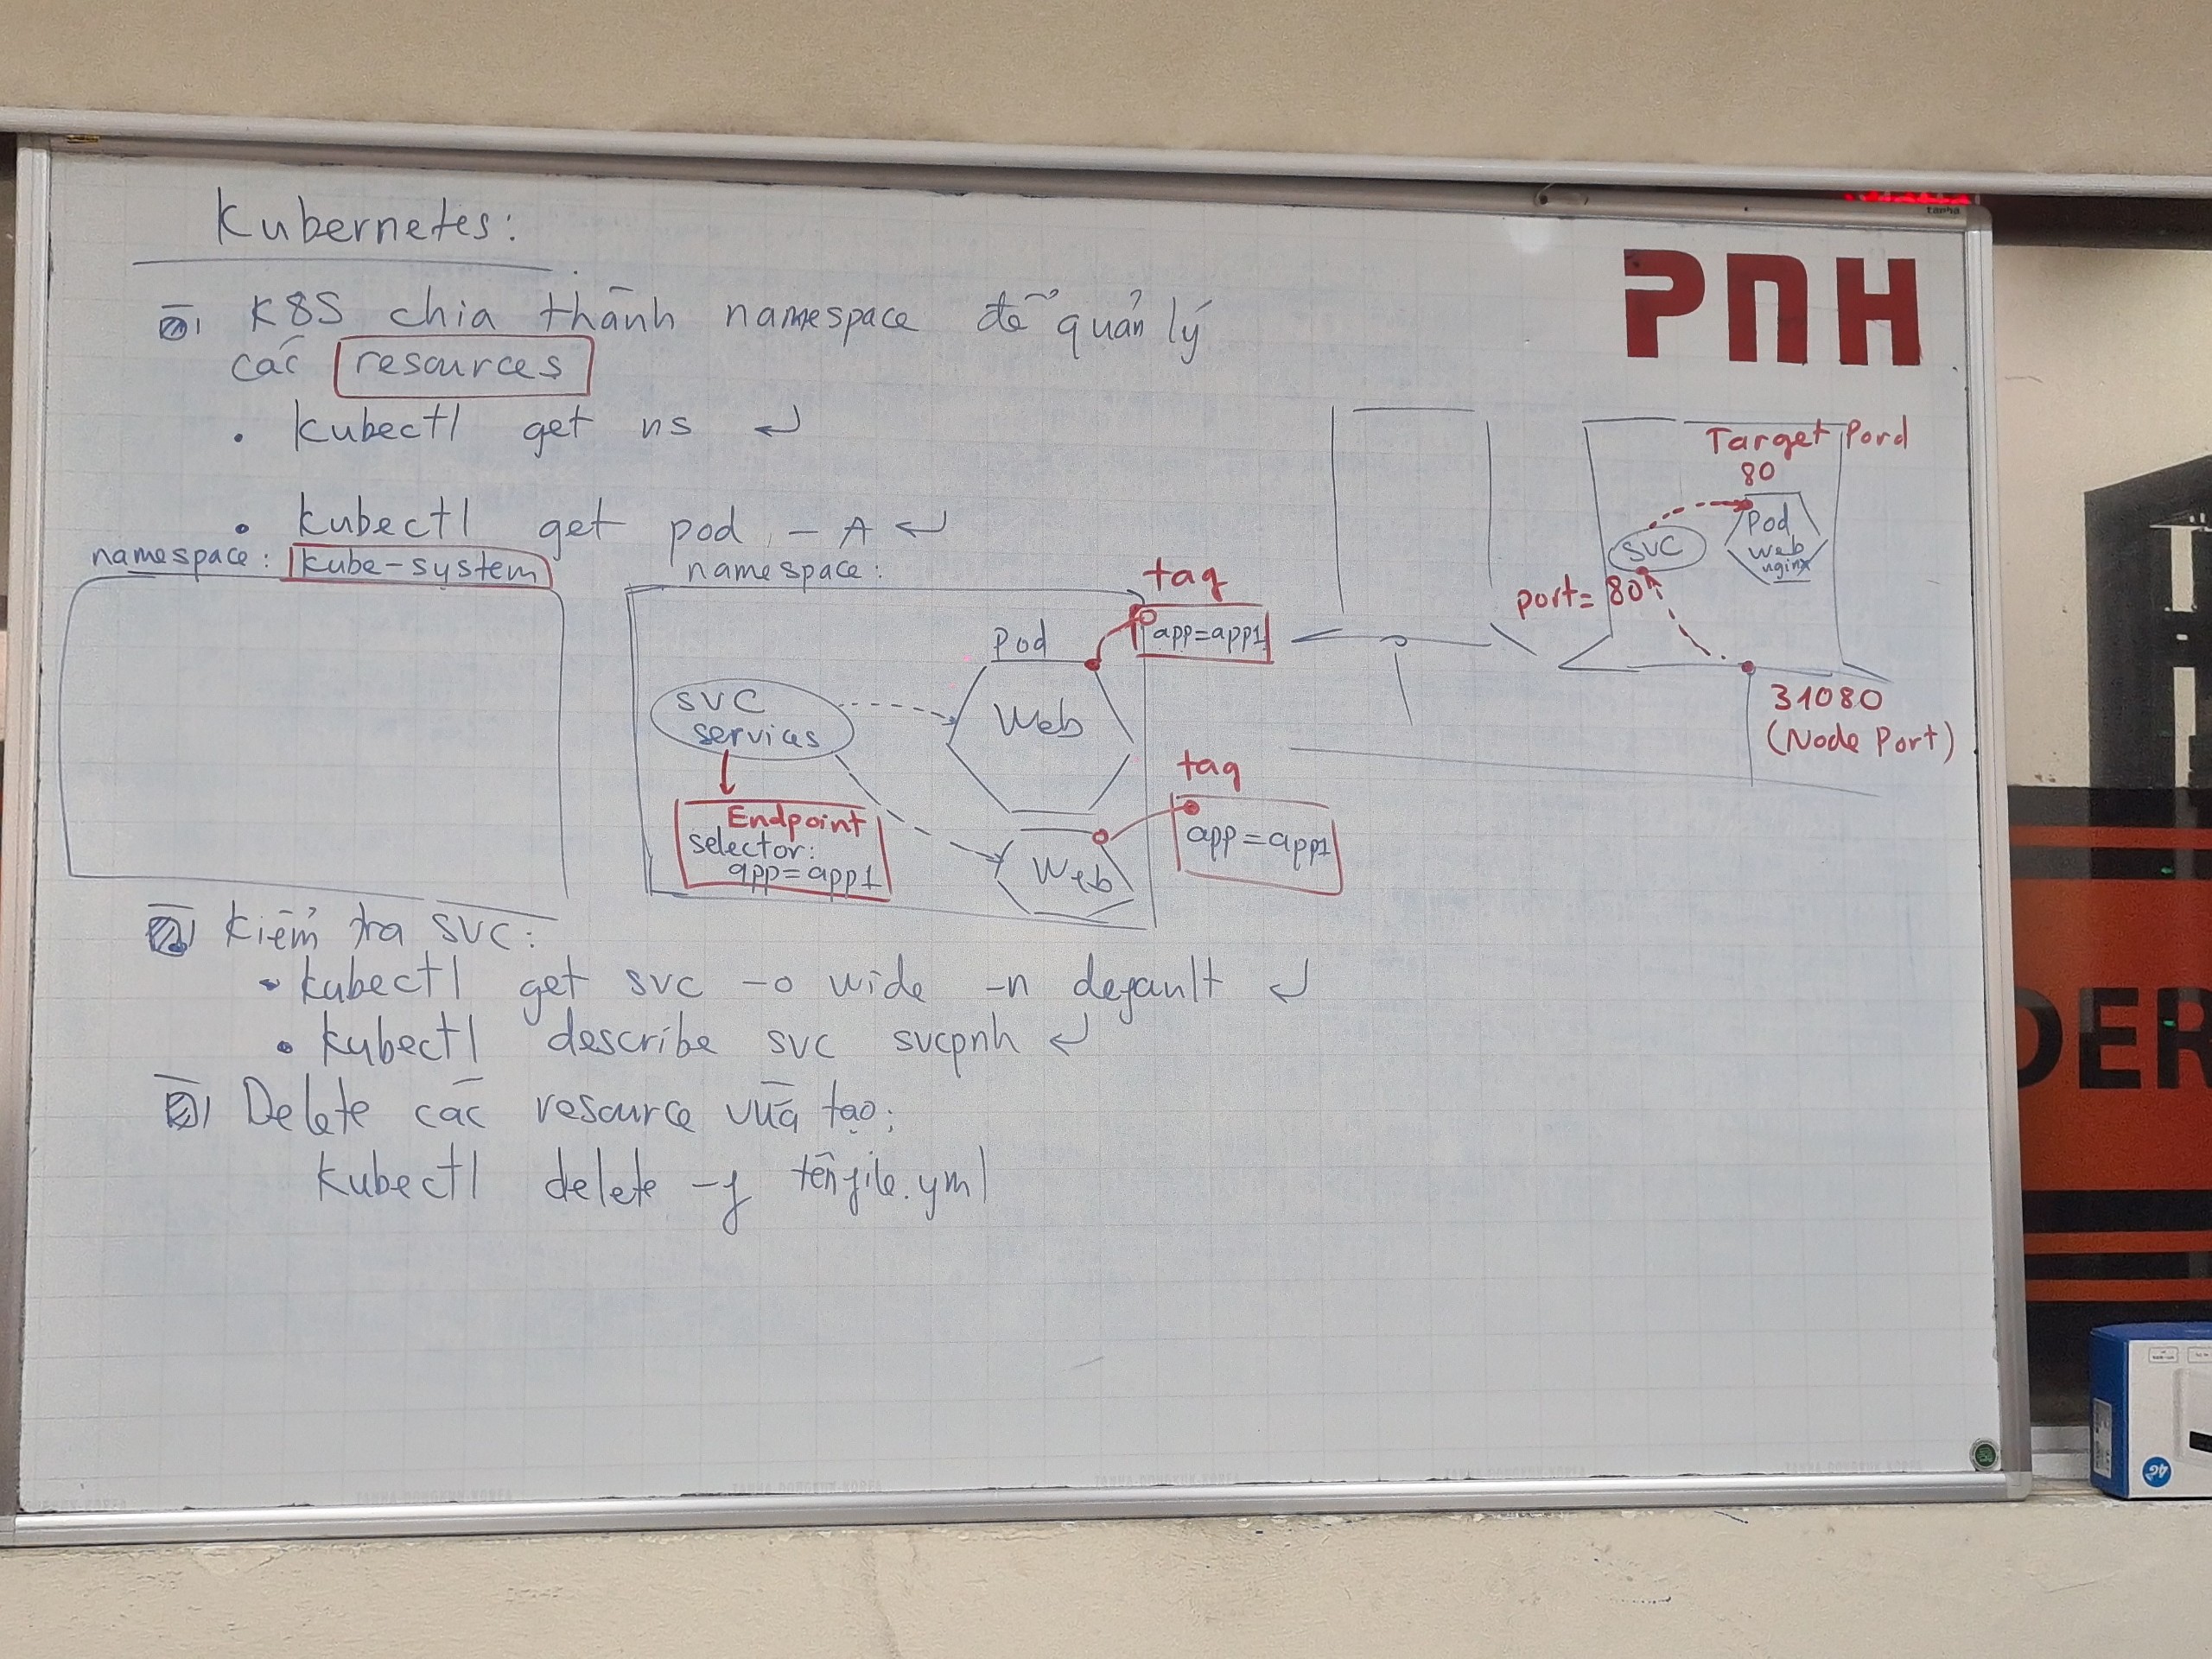 Kubernetes:
K8S chia thành namespace để quản lý
các resources
• kubectl get ns ↵
• kubectl get pod -A ↵
namespace: kube-system
namespace:
Pod
Web
tag
app=app1
SVC
services
Endpoint
selector:
app=app1
Web
tag
app=app1
PNH
tanha
Target Pord
80
Pod
web
nginx
SVC
port= 80
31080
(Node Port)
Kiểm tra SVC:
• kubectl get svc -o wide -n default ↵
• kubectl describe svc svcpnh ↵
Delete các resource vừa tạo:
kubectl delete -f tênfile.yml
DER
4G